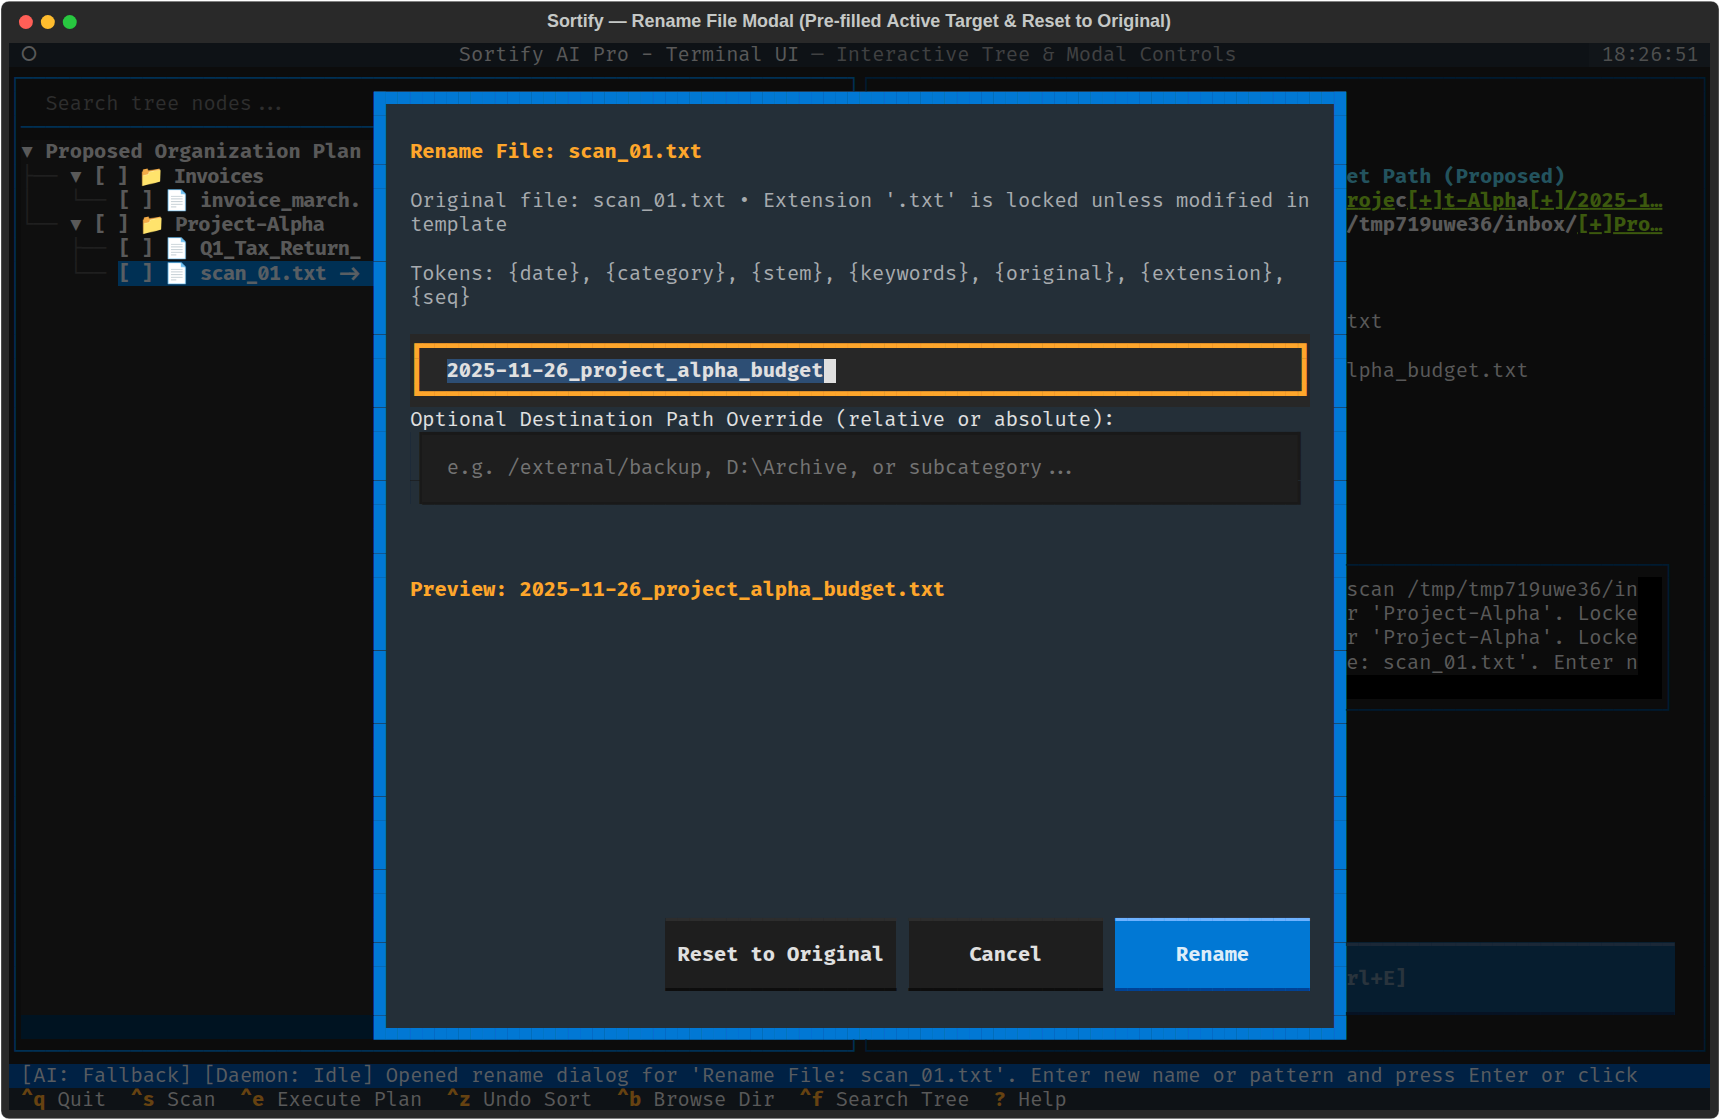 Sortify — Rename File Modal (Pre-filled Active Target & Reset to Original)
Sortify AI Pro - Terminal UI — Interactive Tree & Modal Controls 18:26:51
Search tree nodes...
▼ Proposed Organization Plan
▼ [ ] 📁 Invoices
[ ] 📄 invoice_march.
▼ [ ] 📁 Project-Alpha
[ ] 📄 Q1_Tax_Return_
[ ] 📄 scan_01.txt →
Rename File: scan_01.txt
Original file: scan_01.txt • Extension '.txt' is locked unless modified in
template
Tokens: {date}, {category}, {stem}, {keywords}, {original}, {extension},
{seq}
2025-11-26_project_alpha_budget
Optional Destination Path Override (relative or absolute):
e.g. /external/backup, D:\Archive, or subcategory...
Preview: 2025-11-26_project_alpha_budget.txt
Reset to Original Cancel Rename
et Path (Proposed)
rojec[+]t-Alpha[+]/2025-1…
/tmp719uwe36/inbox/[+]Pro…
txt
lpha_budget.txt
scan /tmp/tmp719uwe36/in
r 'Project-Alpha'. Locke
r 'Project-Alpha'. Locke
e: scan_01.txt'. Enter n
rl+E]
[AI: Fallback] [Daemon: Idle] Opened rename dialog for 'Rename File: scan_01.txt'. Enter new name or pattern and press Enter or click
^q Quit ^s Scan ^e Execute Plan ^z Undo Sort ^b Browse Dir ^f Search Tree ? Help